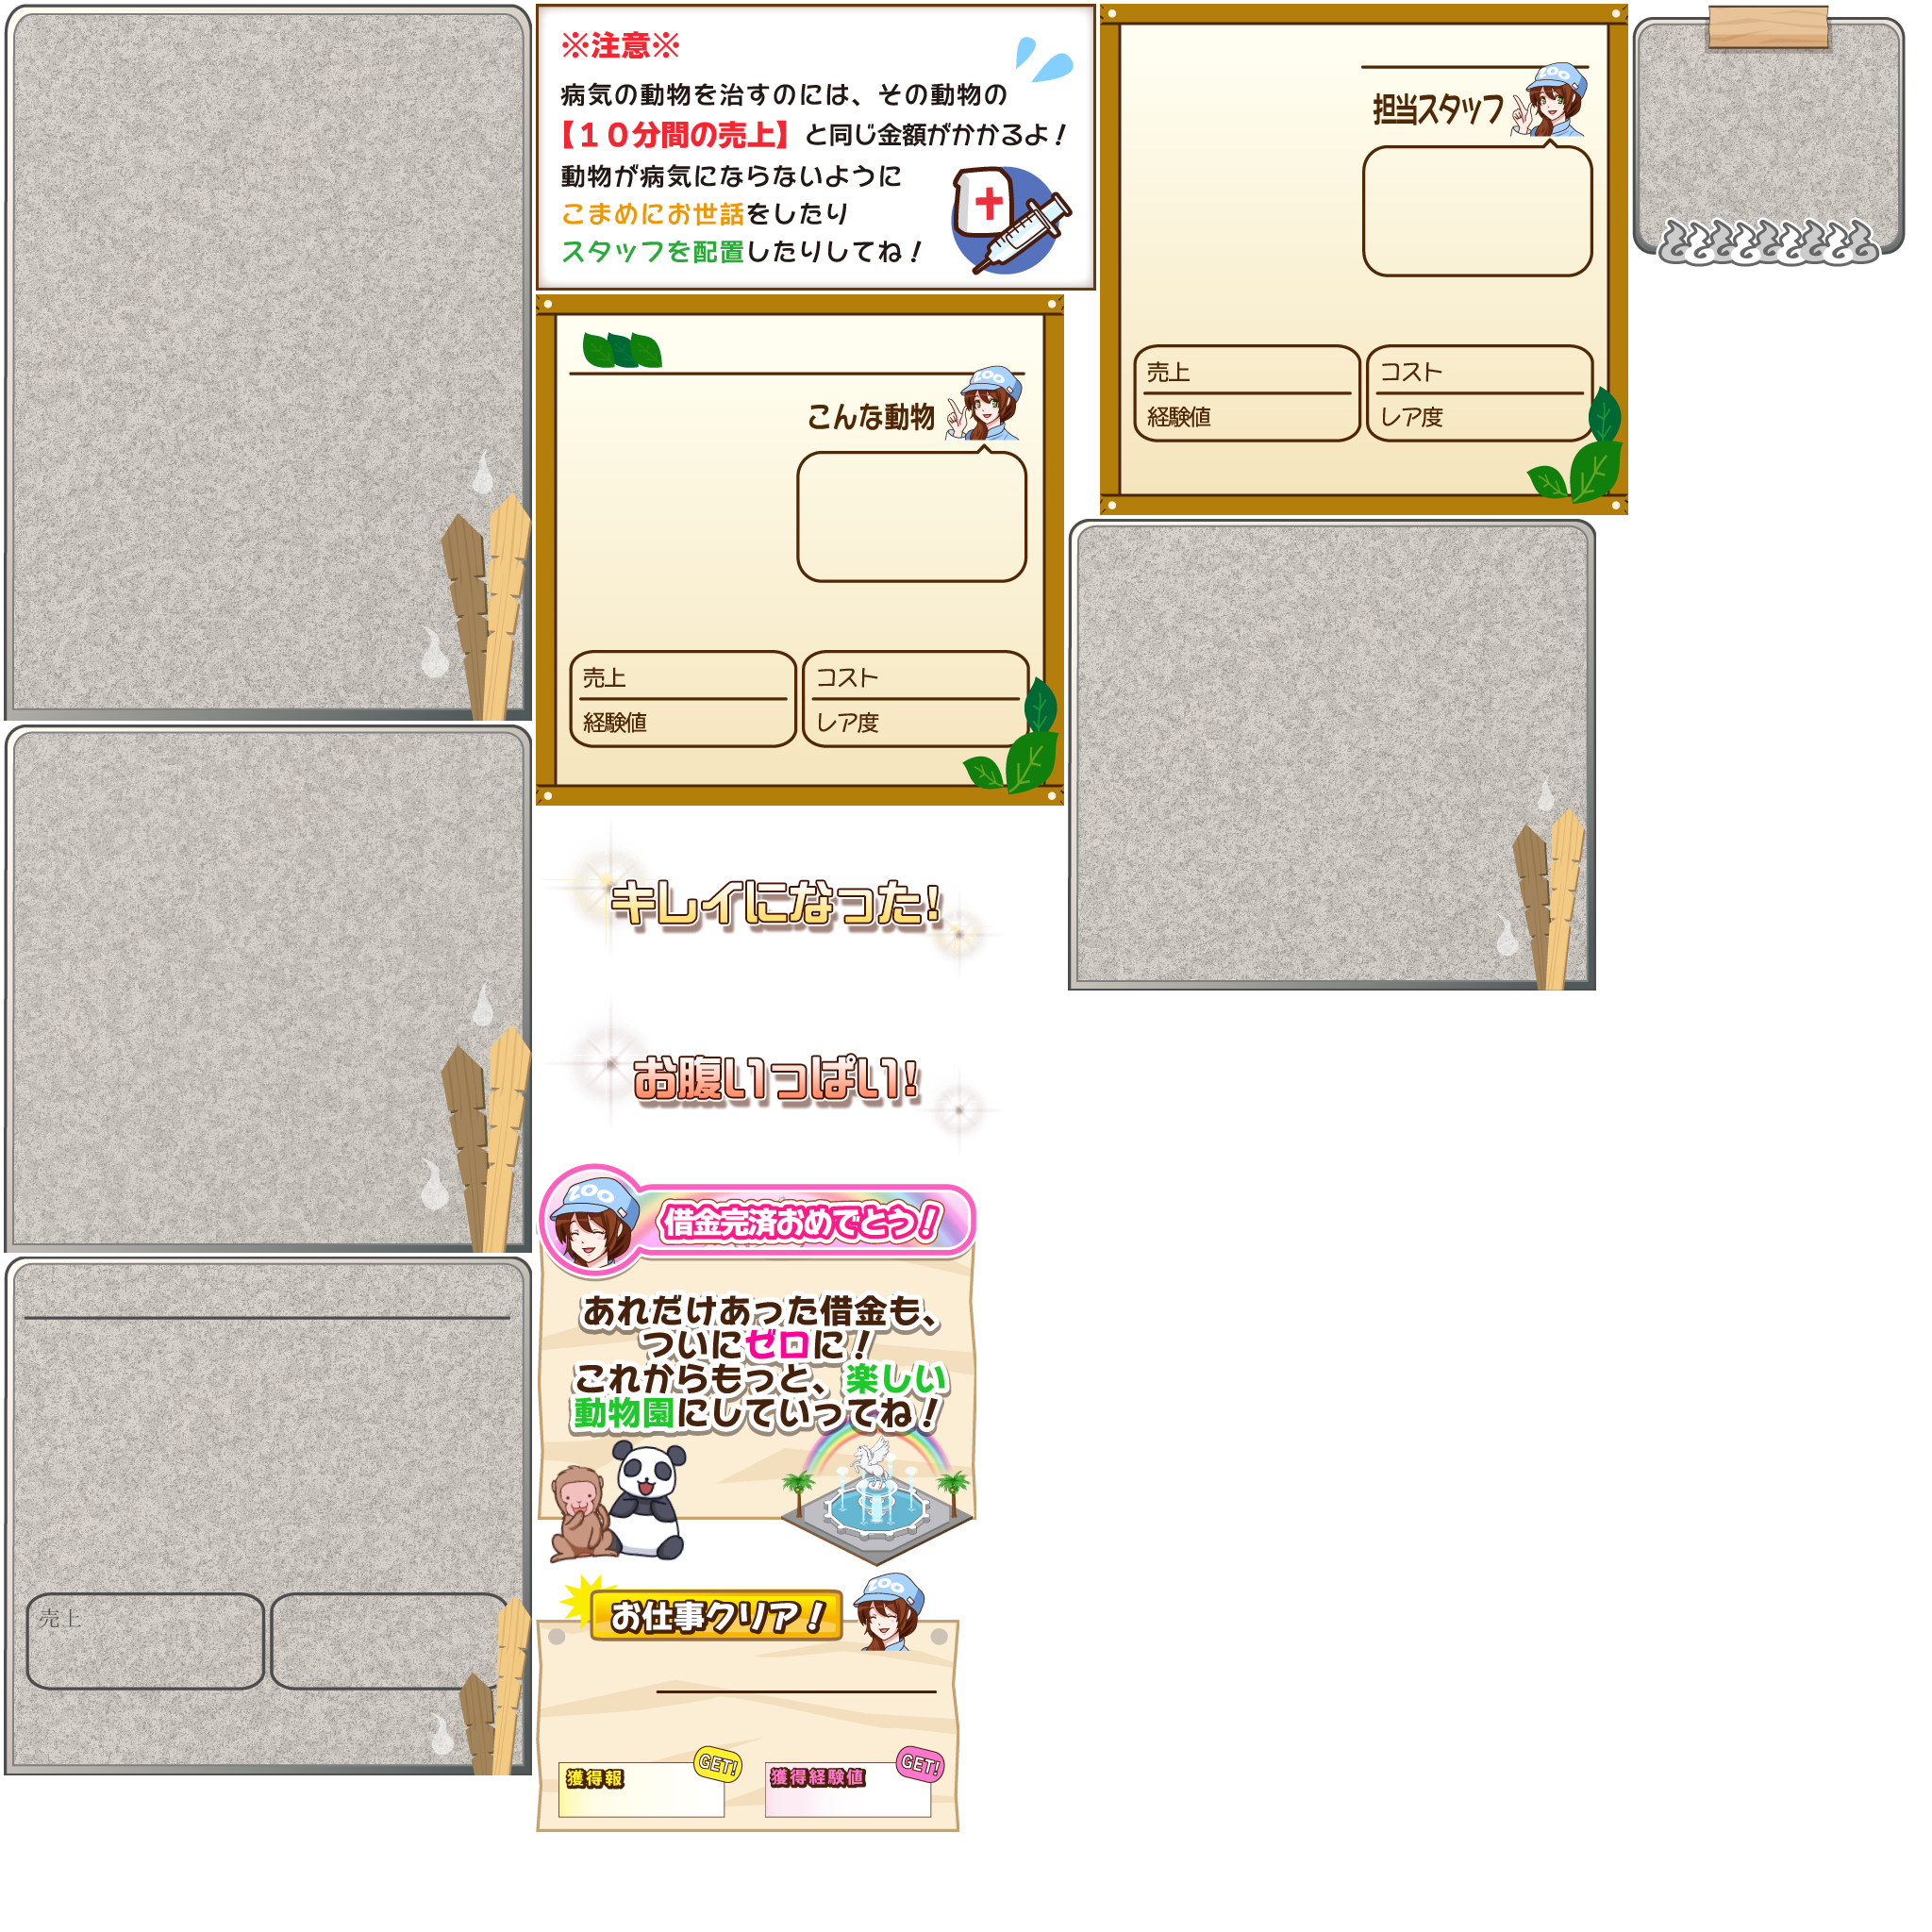 ※注意※
病気の動物を治すのには、その動物の
【１０分間の売上】と同じ金額がかかるよ！
動物が病気にならないように
こまめにお世話をしたり
スタッフを配置したりしてね！
ZOO
担当スタッフ
売上
コスト
経験値
レア度
ZOO
こんな動物
売上
コスト
経験値
レア度
キレイになった！
お腹いっぱい！
ZOO
借金完済おめでとう！
あれだけあった借金も、
ついにゼロに！
これからもっと、楽しい
動物園にしていってね！
お仕事クリア！
ZOO
売上
獲得報
GET!
獲得経験値
GET!